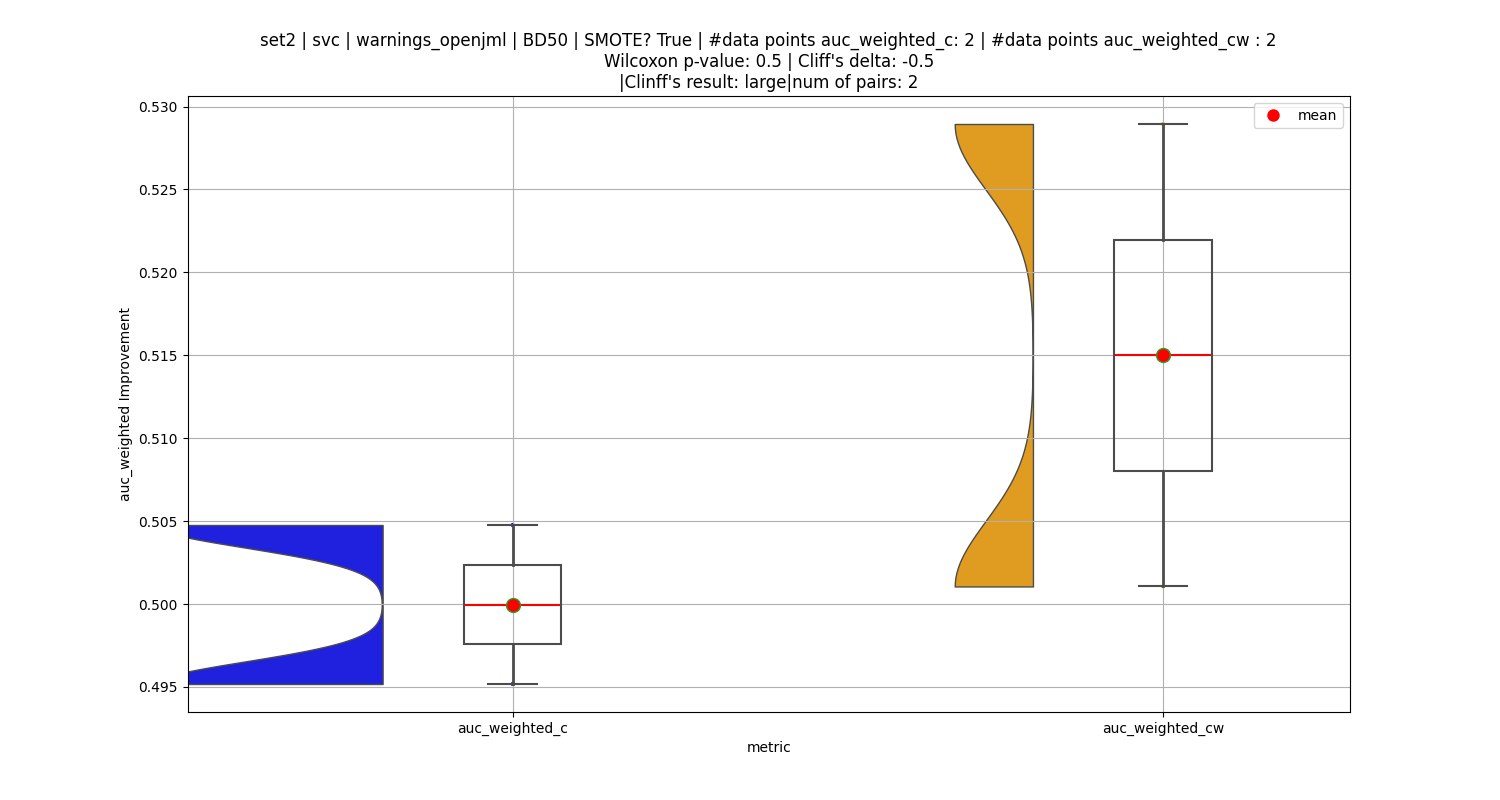 set2 | svc | warnings_openjml | BD50 | SMOTE? True | #data points auc_weighted_c: 2 | #data points auc_weighted_cw : 2
Wilcoxon p-value: 0.5 | Cliff's delta: -0.5
|Clinff's result: large|num of pairs: 2
mean
0.530
0.525
0.520
0.515
0.510
0.505
0.500
0.495
auc_weighted Improvement
auc_weighted_c
auc_weighted_cw
metric